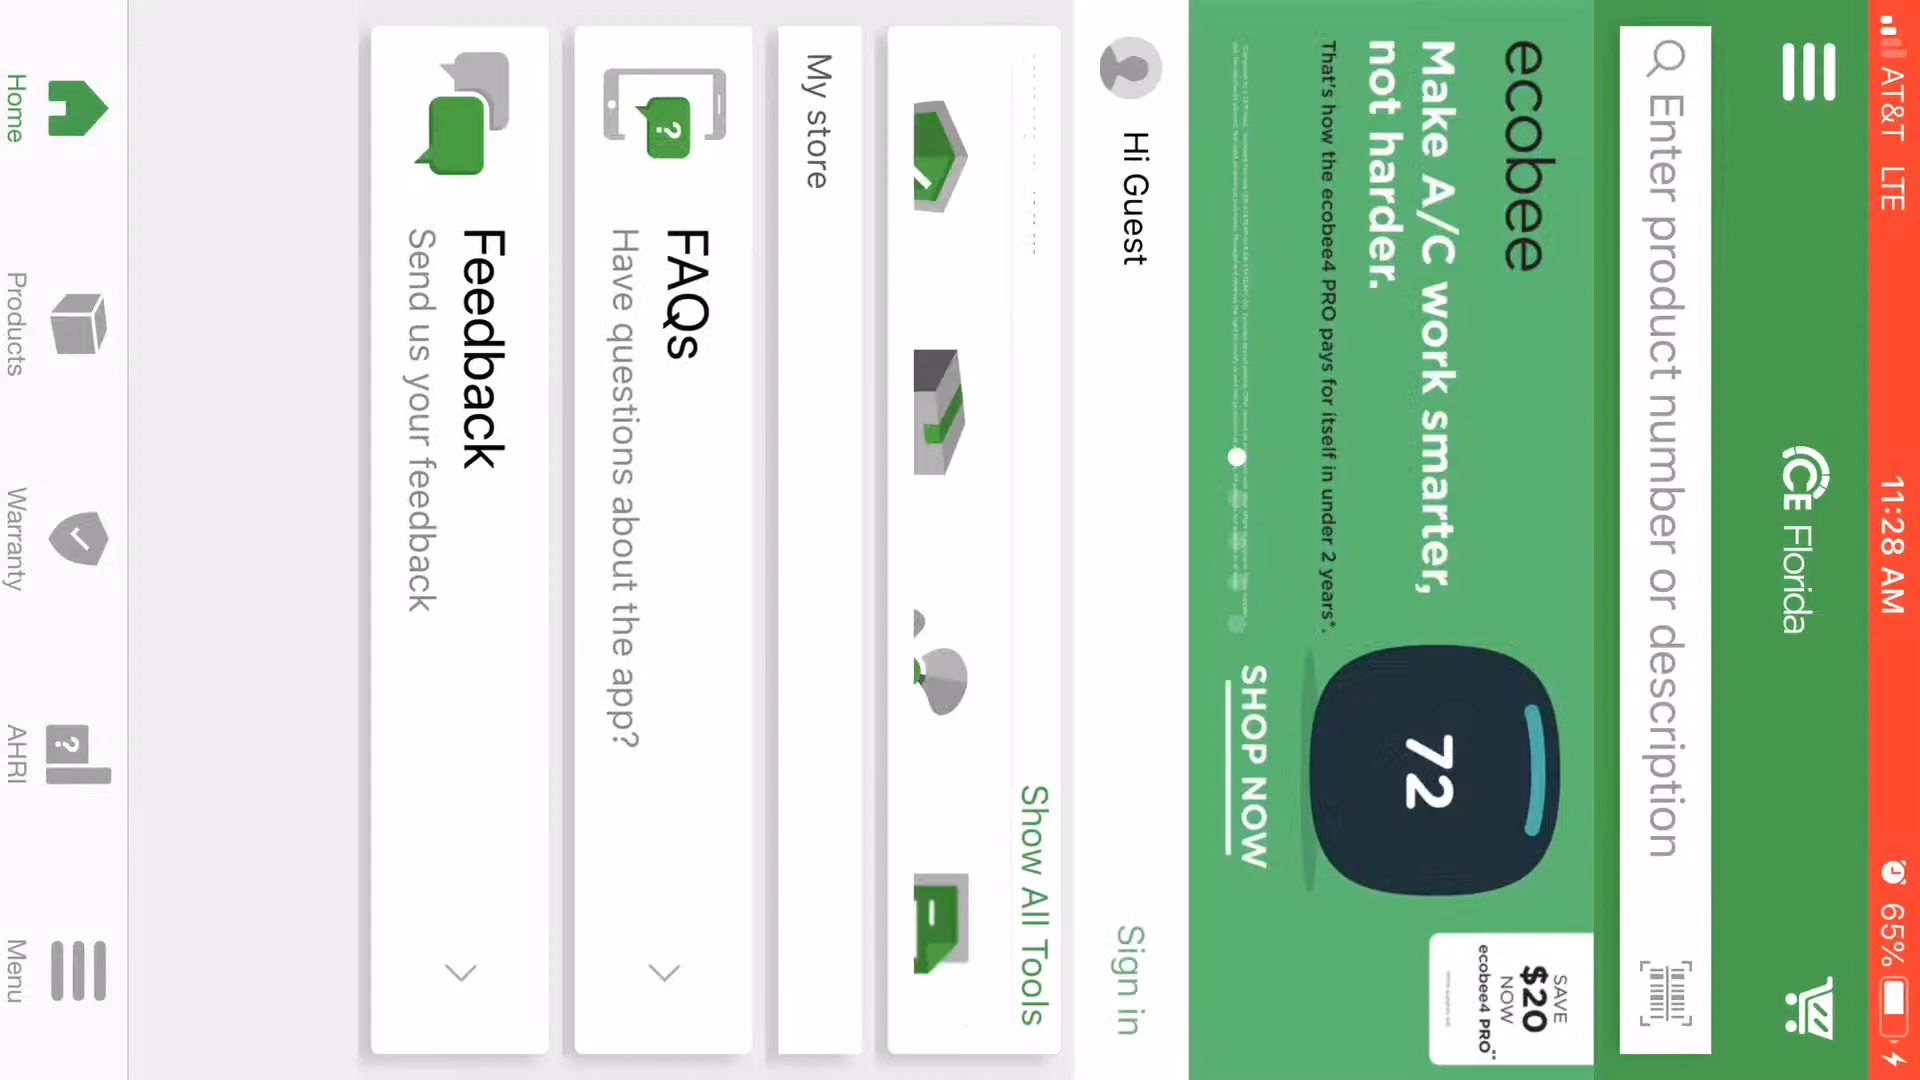 AT&T LTE 11:28 AM 65%
CE Florida
Enter product number or description
ecobee
Make A/C work smarter,
not harder.
That's how the ecobee4 PRO pays for itself in under 2 years*.
72
SHOP NOW
SAVE
$20
NOW
ecobee4 PRO**
Hi Guest
Sign in
Show All Tools
My store
FAQs
Have questions about the app?
Feedback
Send us your feedback
Home
Products
Warranty
AHRI
Menu